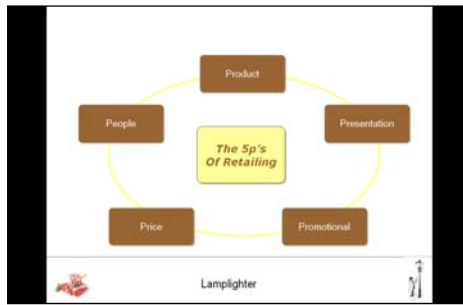 Product
People
Presentation
The 5p's
Of Retailing
Price
Promotional
Lamplighter